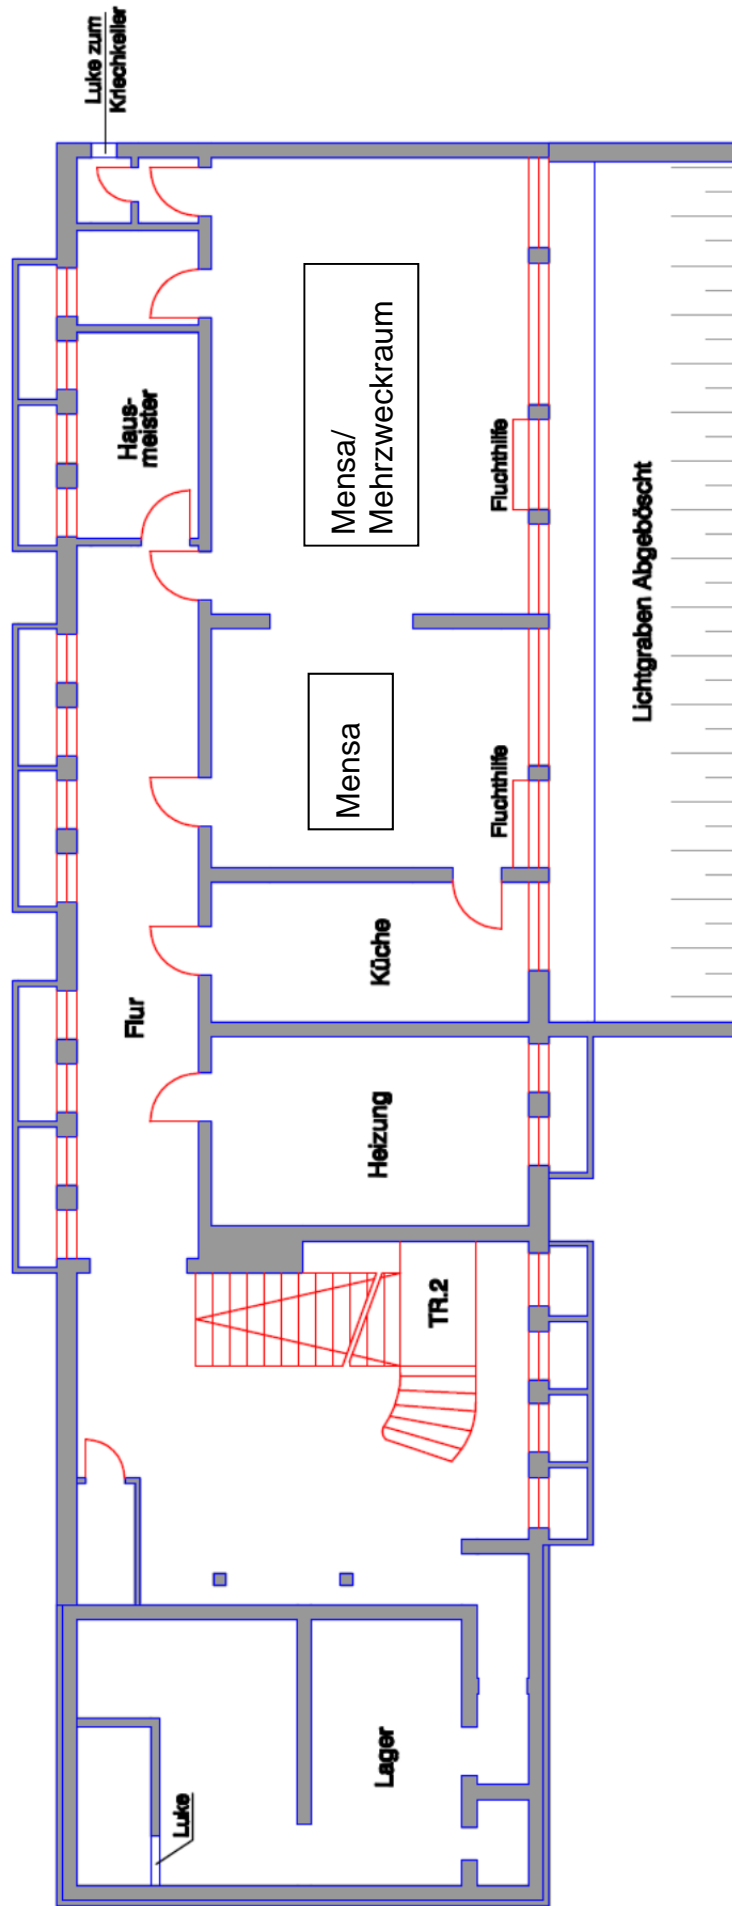 Luke zum
Kriechkeller
Haus-
meister
Mensa/
Mehrzweckraum
Fluchthilfe
Lichtgraben Abgeböscht
Mensa
Fluchthilfe
Küche
Flur
Heizung
TR.2
Lager
Luke